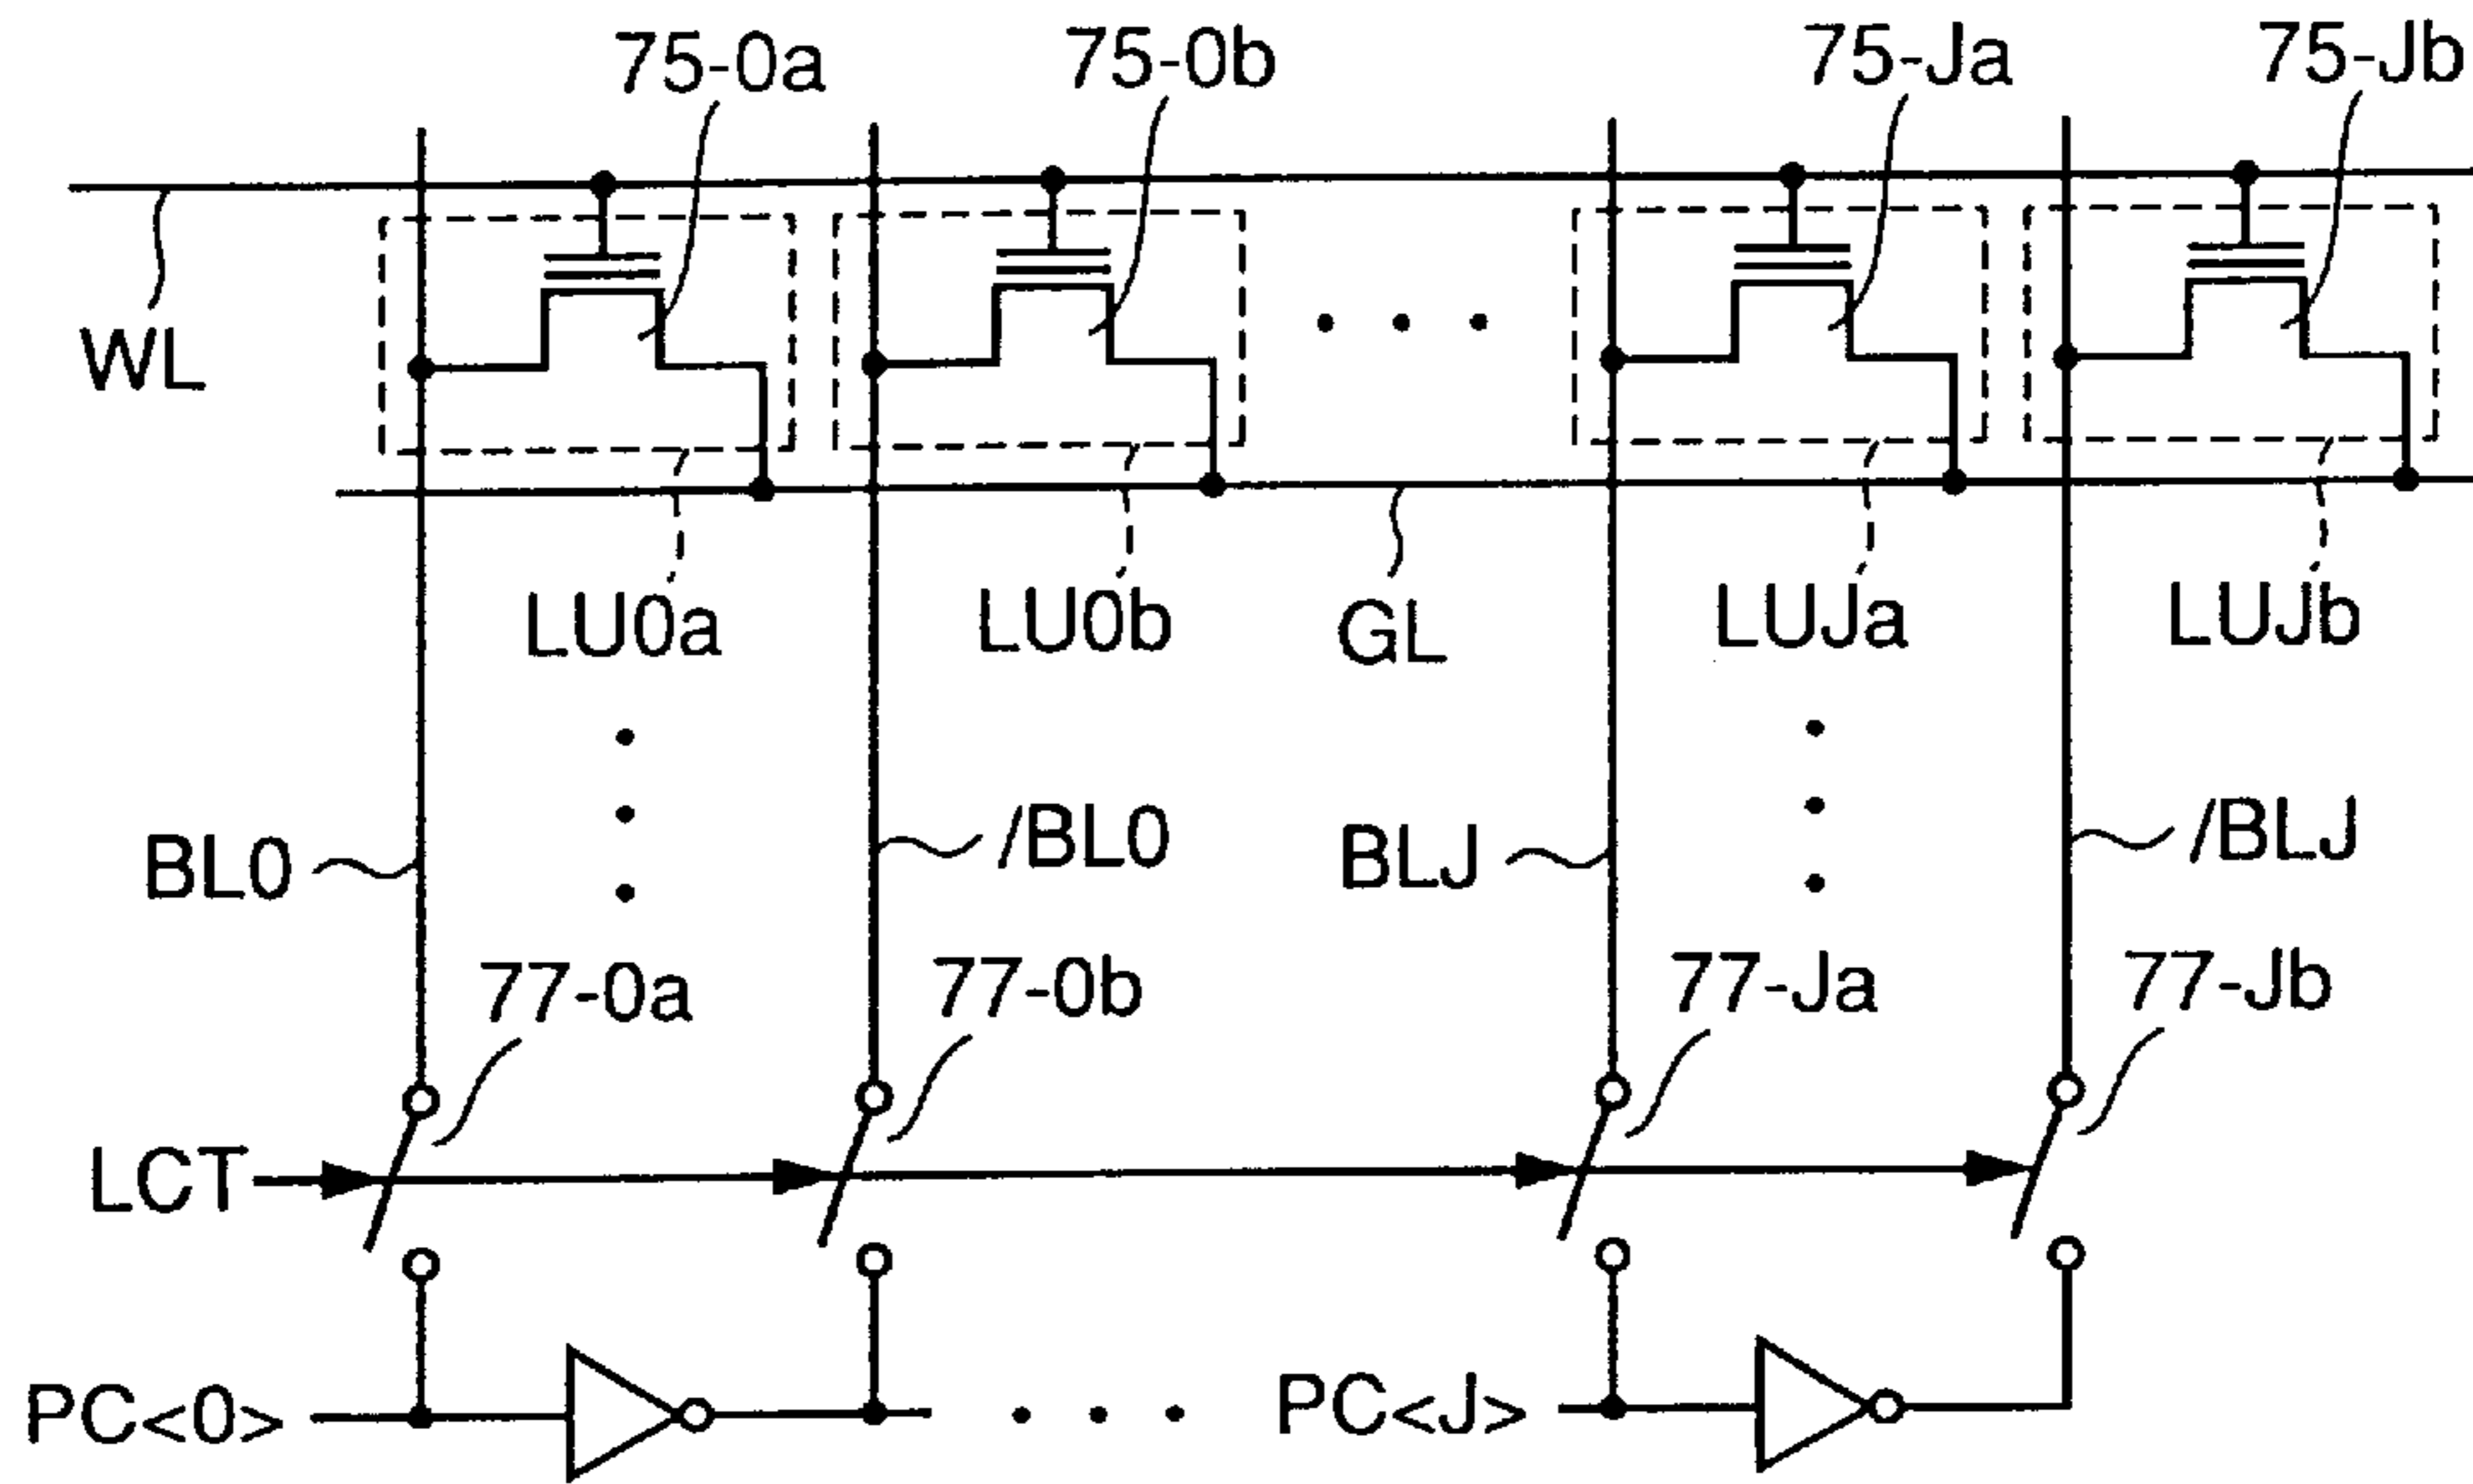 75-0a 75-0b 75-Ja 75-Jb
WL
LU0a LU0b GL LUJa LUJb
BL0 /BL0 BLJ /BLJ
77-0a 77-0b 77-Ja 77-Jb
LCT
PC<0> PC<J>